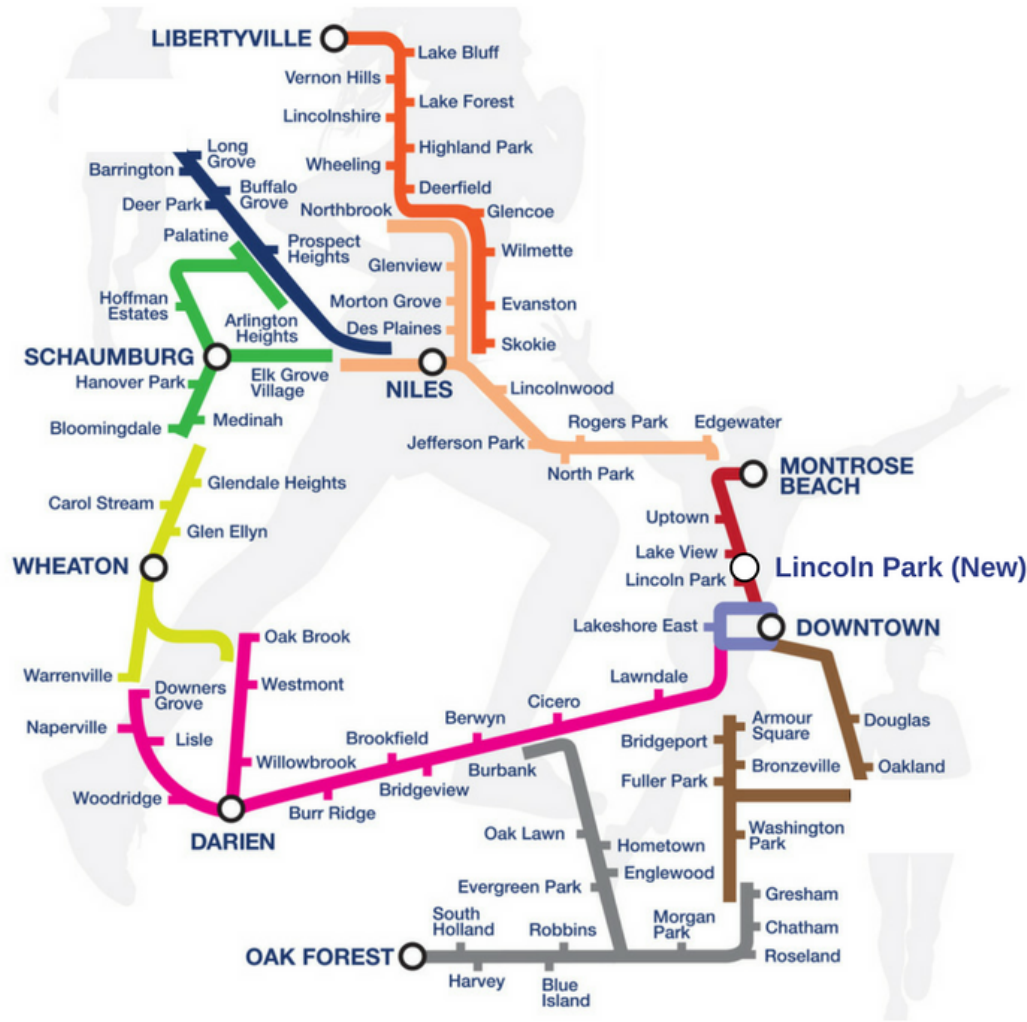 LIBERTYVILLE
Lake Bluff
Vernon Hills
Lake Forest
Lincolnshire
Highland Park
Wheeling
Deerfield
Northbrook
Glencoe
Long
Grove
Barrington
Buffalo
Grove
Deer Park
Palatine
Prospect
Heights
Wilmette
Glenview
Hoffman
Estates
Morton Grove
Evanston
Arlington
Heights
Des Plaines
Skokie
SCHAUMBURG
Elk Grove
Village
NILES
Hanover Park
Lincolnwood
Medinah
Bloomingdale
Jefferson Park
Rogers Park
Edgewater
North Park
MONTROSE
BEACH
Glendale Heights
Carol Stream
Glen Ellyn
Uptown
Lake View
WHEATON
Lincoln Park (New)
Lincoln Park
Lakeshore East
DOWNTOWN
Oak Brook
Warrenville
Westmont
Downers
Grove
Lawndale
Cicero
Naperville
Lisle
Berwyn
Brookfield
Armour
Square
Douglas
Bridgeport
Willowbrook
Burbank
Bronzeville
Oakland
Woodridge
Bridgeview
Fuller Park
Burr Ridge
DARIEN
Oak Lawn
Hometown
Washington
Park
Englewood
Evergreen Park
Gresham
South
Holland
Robbins
Morgan
Park
Chatham
OAK FOREST
Roseland
Harvey
Blue
Island